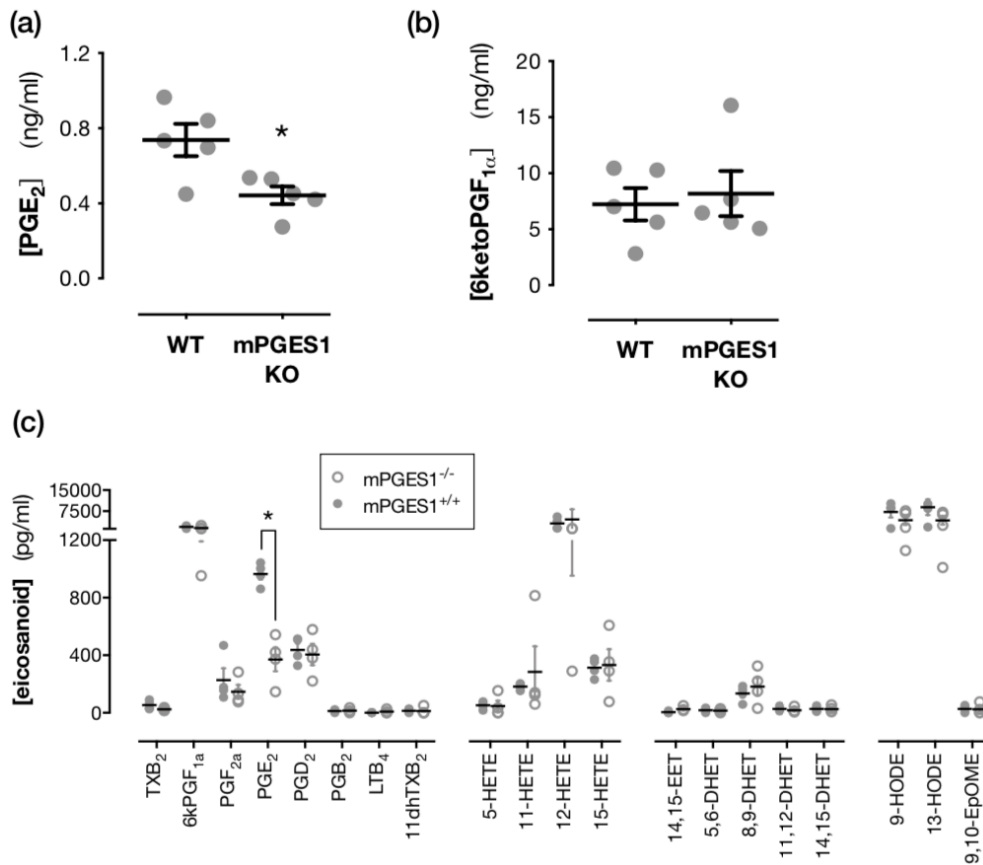 (a)
[PGE₂] (ng/ml)
1.2
0.8
0.4
0.0
*
WT
mPGES1
KO
(b)
[6ketoPGF₁α] (ng/ml)
20
15
10
5
0
WT
mPGES1
KO
(c)
mPGES1⁻/⁻
mPGES1⁺/⁺
[eicosanoid] (pg/ml)
15000
7500
1200
800
400
0
*
TXB₂
6kPGF₁ₐ
PGF₂ₐ
PGE₂
PGD₂
PGB₂
LTB₄
11dhTXB₂
5-HETE
11-HETE
12-HETE
15-HETE
14,15-EET
5,6-DHET
8,9-DHET
11,12-DHET
14,15-DHET
9-HODE
13-HODE
9,10-EpOME